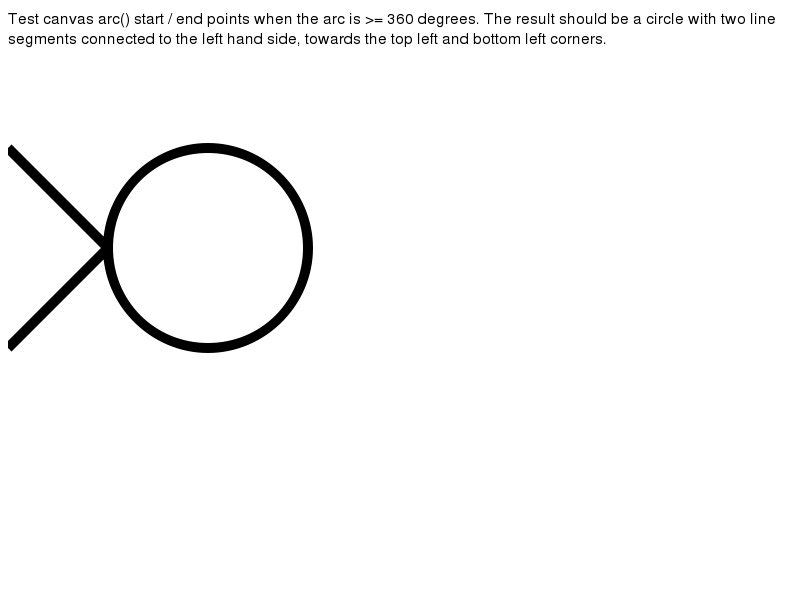 Test canvas arc() start / end points when the arc is >= 360 degrees. The result should be a circle with two line
segments connected to the left hand side, towards the top left and bottom left corners.